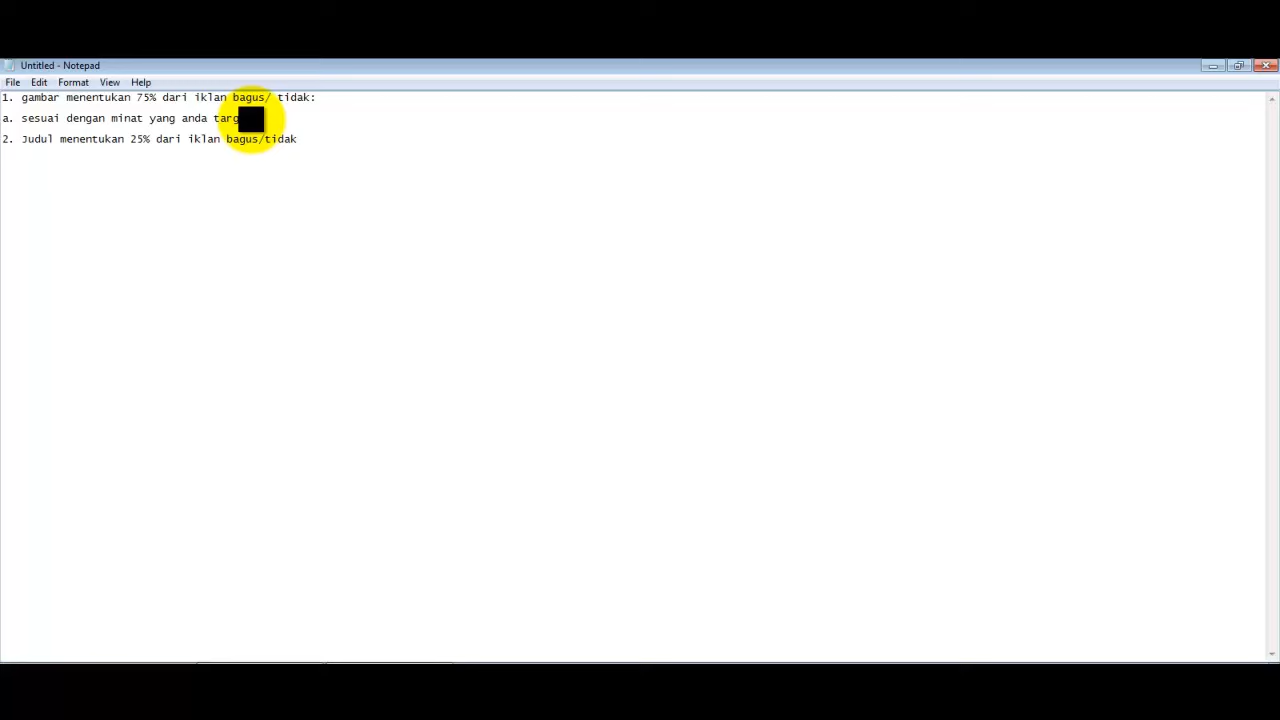 Untitled - Notepad
File Edit Format View Help
1. gambar menentukan 75% dari iklan bagus/ tidak:
a. sesuai dengan minat yang anda
2. Judul menentukan 25% dari iklan bagus/tidak